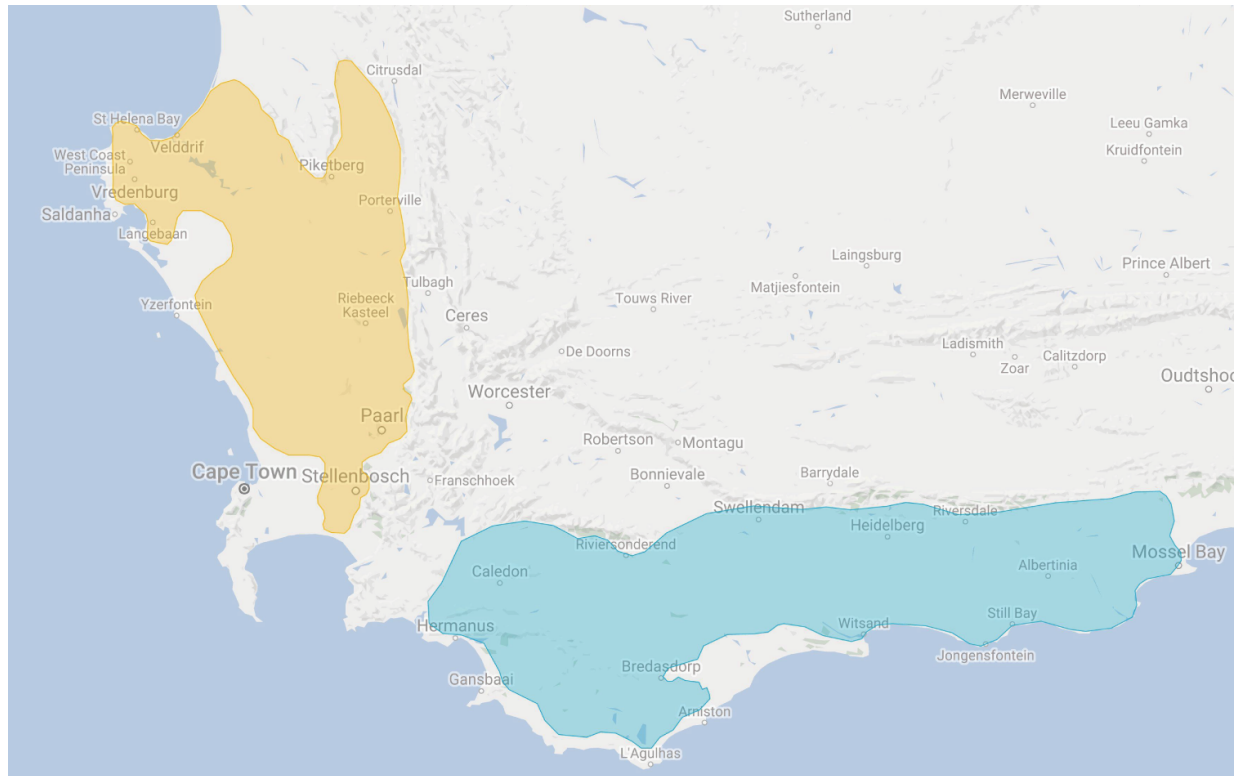 Sutherland
Citrusdal
Merweville
St Helena Bay
Leeu Gamka
Velddrif
Kruidfontein
West Coast
Peninsula
Piketberg
Vredenburg
Porterville
Saldanha
Langebaan
Laingsburg
Prince Albert
Tulbagh
Matjiesfontein
Yzerfontein
Riebeeck
Kasteel
Touws River
Ceres
Ladismith
De Doorns
Calitzdorp
Zoar
Oudtshoo
Worcester
Paarl
Robertson
Montagu
Cape Town
Stellenbosch
Franschhoek
Bonnievale
Barrydale
Swellendam
Heidelberg
Riversdale
Riviersonderend
Mossel Bay
Caledon
Albertinia
Still Bay
Hermanus
Witsand
Jongensfontein
Bredasdorp
Gansbaai
Arniston
L'Agulhas